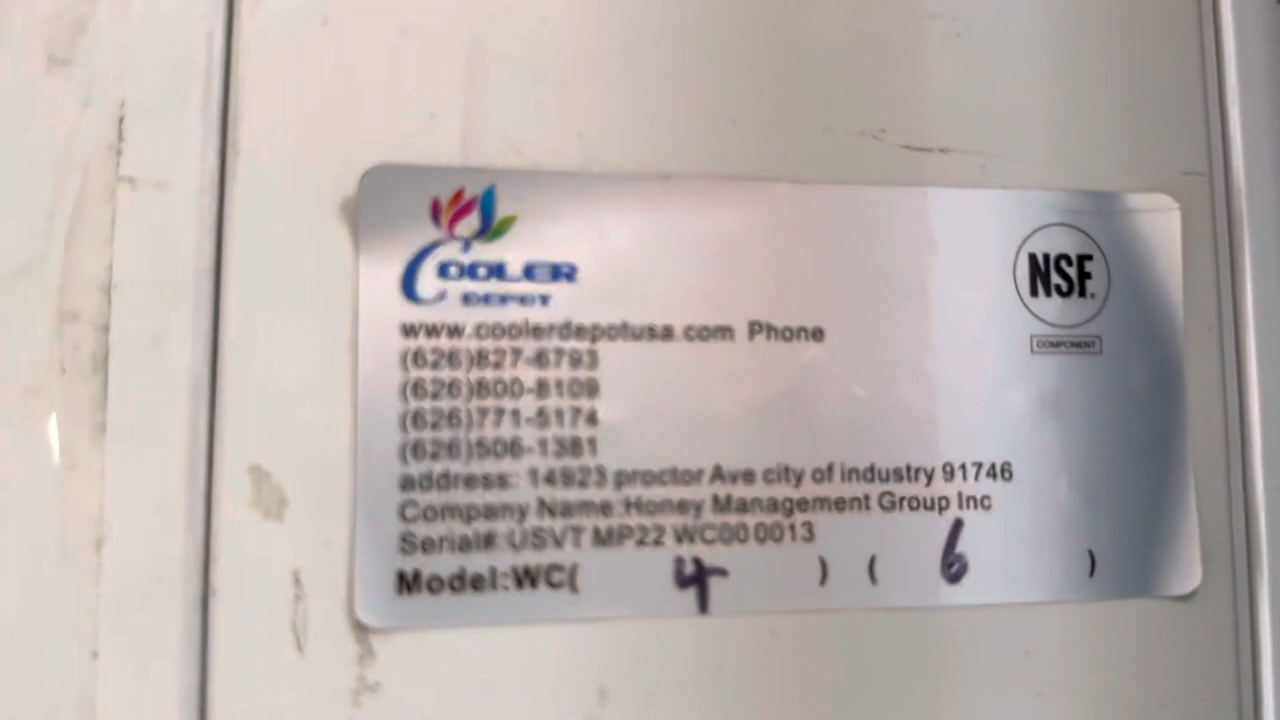 COOLER
DEPOT
NSF.
COMPONENT
www.coolerdepotusa.com Phone
(626)827-6793
(626)800-8109
(626)771-5174
(626)506-1381
address: 14923 proctor Ave city of industry 91746
Company Name:Honey Management Group Inc
Serial#:USVT MP22 WC000013
Model:WC( 4 ) ( 6 )